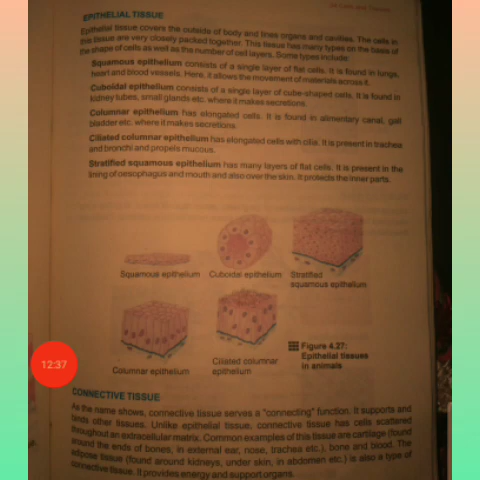 EPITHELIAL TISSUE
Epithelial tissue covers the outside of body and lines organs and cavities. The cells in
this tissue are very closely packed together. This tissue has many types on the basis of
the shape of cells as well as the number of cell layers. Some types include:
Squamous epithelium consists of a single layer of flat cells. It is found in lungs,
heart and blood vessels. Here, it allows the movement of materials across it.
Cuboidal epithelium consists of a single layer of cube-shaped cells. It is found in
kidney tubes, small glands etc. where it makes secretions.
Columnar epithelium has elongated cells. It is found in alimentary canal, gall
bladder etc. where it makes secretions.
Ciliated columnar epithelium has elongated cells with cilia. It is present in trachea
and bronchi and propels mucous.
Stratified squamous epithelium has many layers of flat cells. It is present in the
lining of oesophagus and mouth and also over the skin. It protects the inner parts.
Squamous epithelium Cuboidal epithelium Stratified
squamous epithelium
Columnar epithelium
Ciliated columnar
epithelium
Figure 4.27:
Epithelial tissues
in animals
12:37
CONNECTIVE TISSUE
As the name shows, connective tissue serves a "connecting" function. It supports and
binds other tissues. Unlike epithelial tissue, connective tissue has cells scattered
throughout an extracellular matrix. Common examples of this tissue are cartilage (found
around the ends of bones, in external ear, nose, trachea etc.), bone and blood. The
adipose tissue (found around kidneys, under skin, in abdomen etc.) is also a type of
connective tissue. It provides energy and support organs.